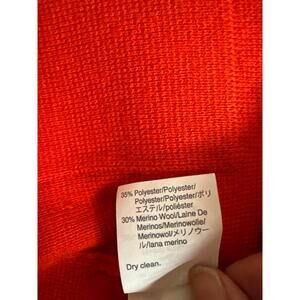 35% Polyester/Polyester/
Polyester/Polyester/ポリ
エステル/poliéster
30% Merino Wool/Laine De
Merinos/Merinowolle/
Merinowol/メリノウー
ル/lana merino
Dry clean.